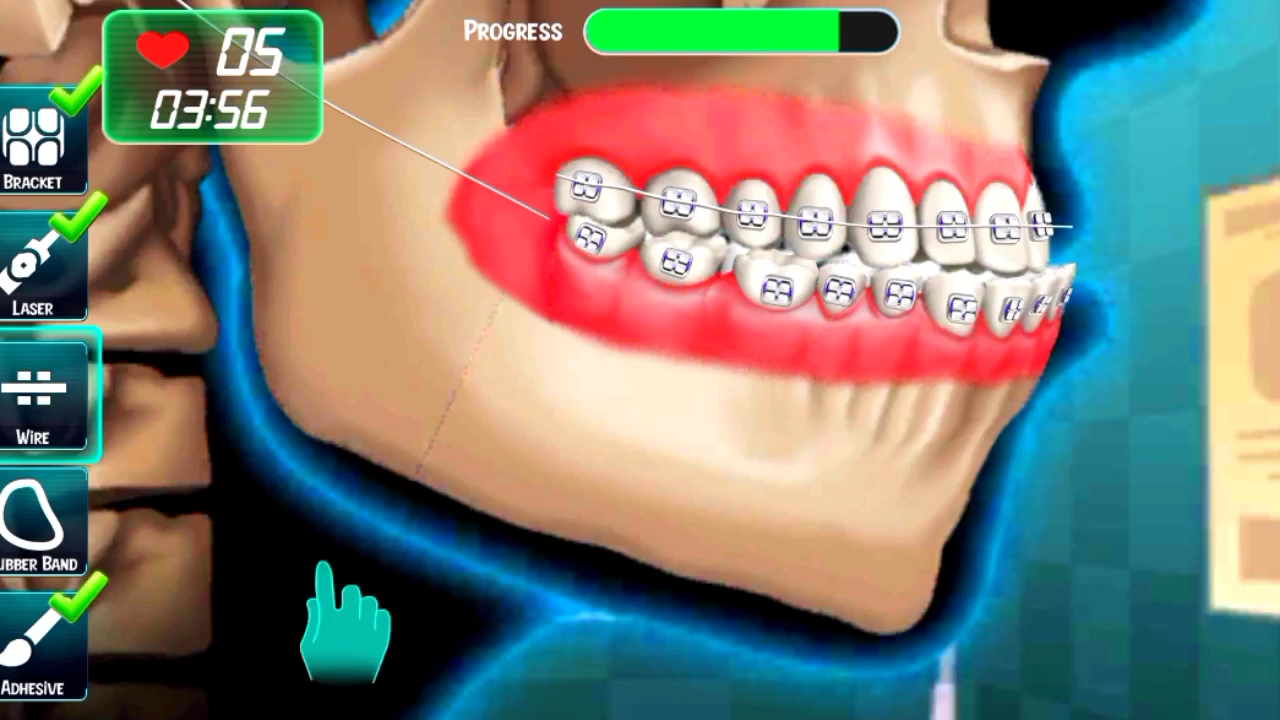 PROGRESS
05
03:56
BRACKET
LASER
WIRE
UBBER BAND
ADHESIVE